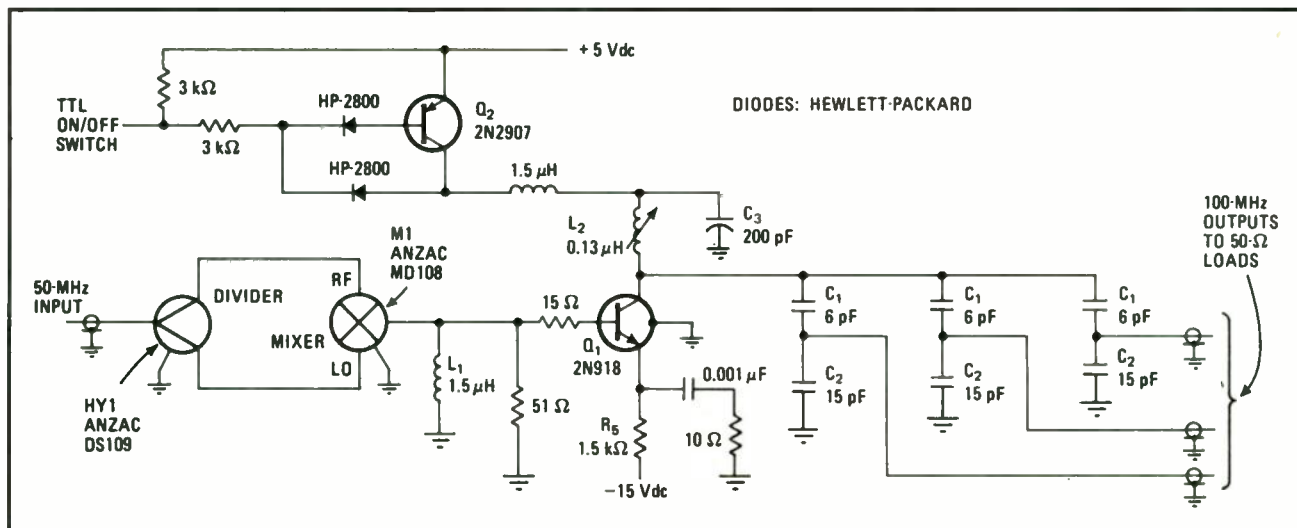 + 5 Vdc
3 kΩ
TTL
ON/OFF
SWITCH
3 kΩ
HP-2800
Q2
2N2907
DIODES: HEWLETT-PACKARD
HP-2800
1.5 μH
L2
0.13 μH
C3
200 pF
100-MHz
OUTPUTS
TO 50-Ω
LOADS
M1
ANZAC
MD108
50-MHz
INPUT
DIVIDER
RF
MIXER
LO
HY1
ANZAC
DS109
L1
1.5 μH
51 Ω
15 Ω
Q1
2N918
0.001 μF
R5
1.5 kΩ
10 Ω
−15 Vdc
C1
6 pF
C2
15 pF
C1
6 pF
C2
15 pF
C1
6 pF
C2
15 pF